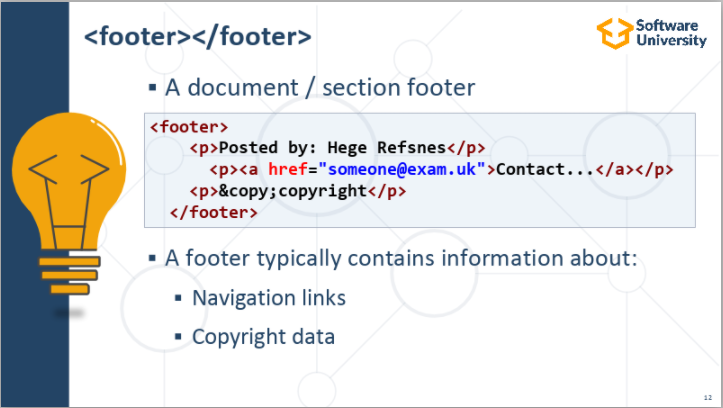 <footer></footer>
Software
University
▪ A document / section footer
<footer>
<p>Posted by: Hege Refsnes</p>
<p><a href="someone@exam.uk">Contact...</a></p>
<p>&copy;copyright</p>
</footer>
▪ A footer typically contains information about:
▪ Navigation links
▪ Copyright data
12